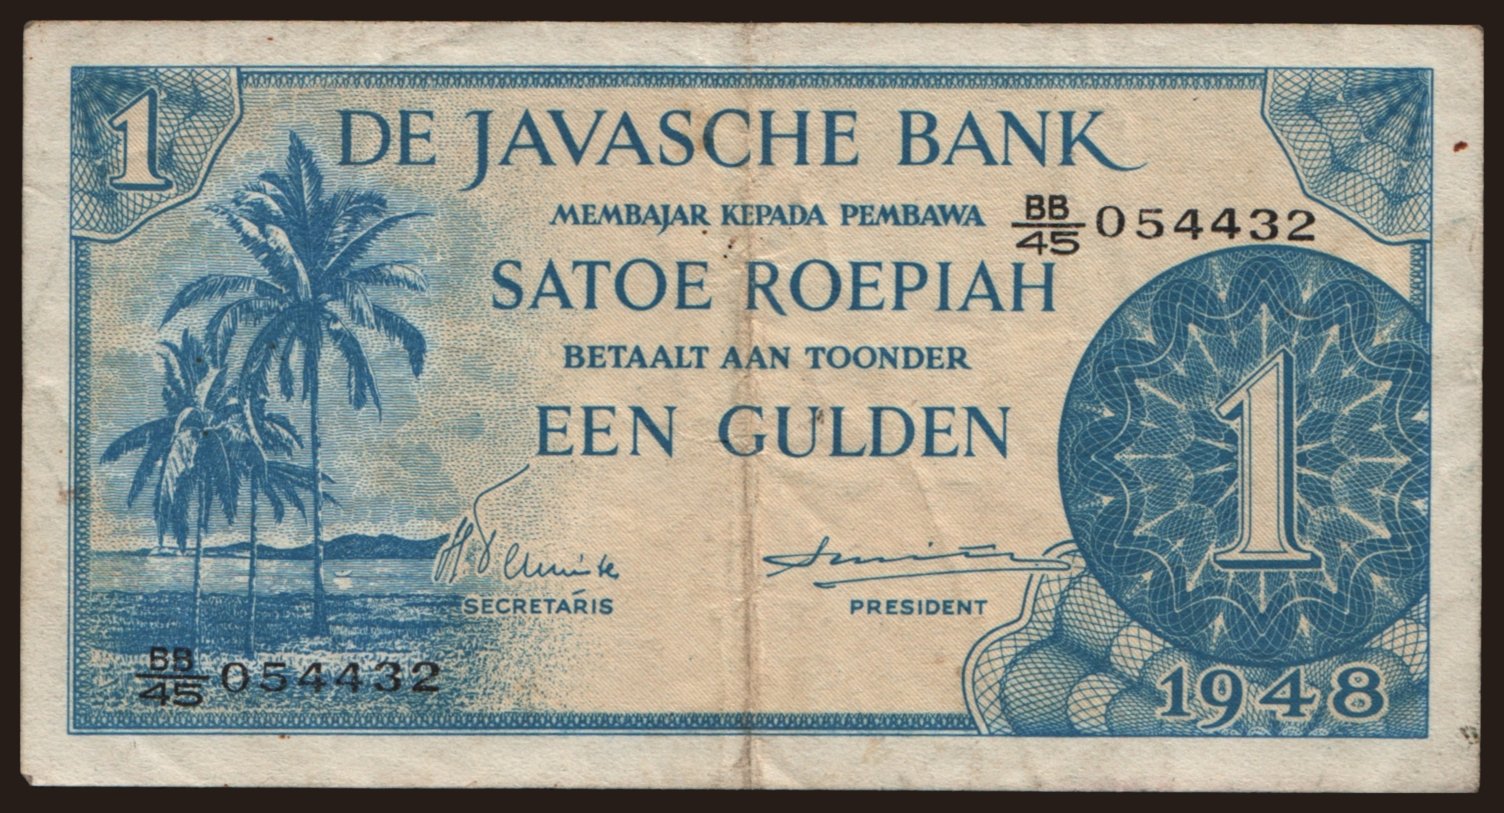 1
DE JAVASCHE BANK
MEMBAJAR KEPADA PEMBAWA
BB/45 054432
SATOE ROEPIAH
BETAALT AAN TOONDER
EEN GULDEN
1
SECRETARIS
PRESIDENT
BB/45 054432
1948